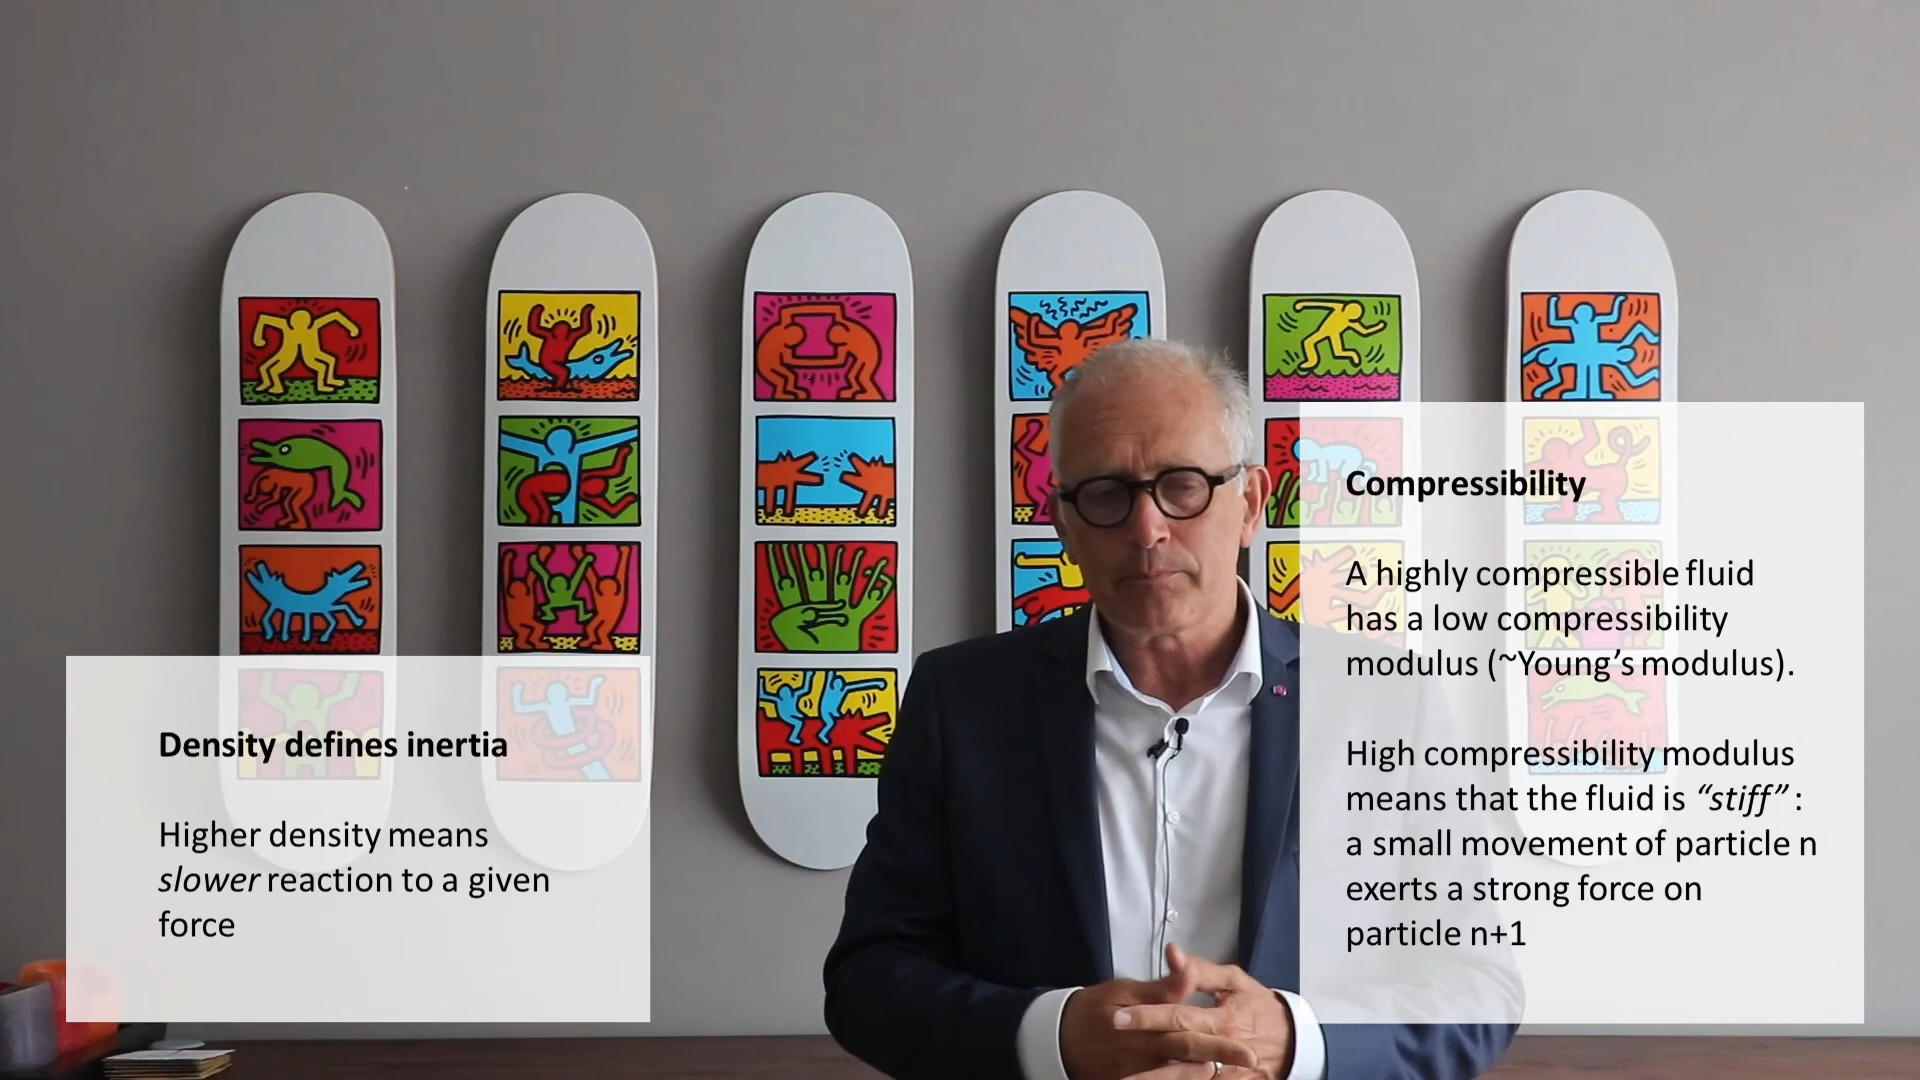 Density defines inertia
Higher density means
slower reaction to a given
force
Compressibility
A highly compressible fluid
has a low compressibility
modulus (~Young’s modulus).
High compressibility modulus
means that the fluid is “stiff” :
a small movement of particle n
exerts a strong force on
particle n+1